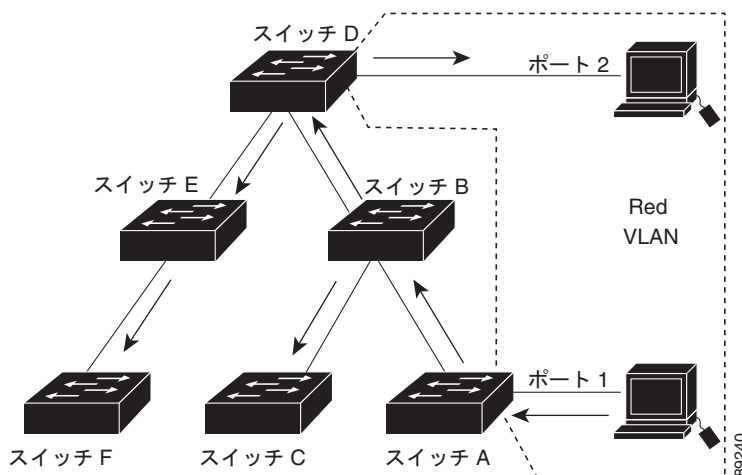 スイッチ D
ポート 2
スイッチ E
スイッチ B
Red
VLAN
ポート 1
スイッチ F
スイッチ C
スイッチ A
89240